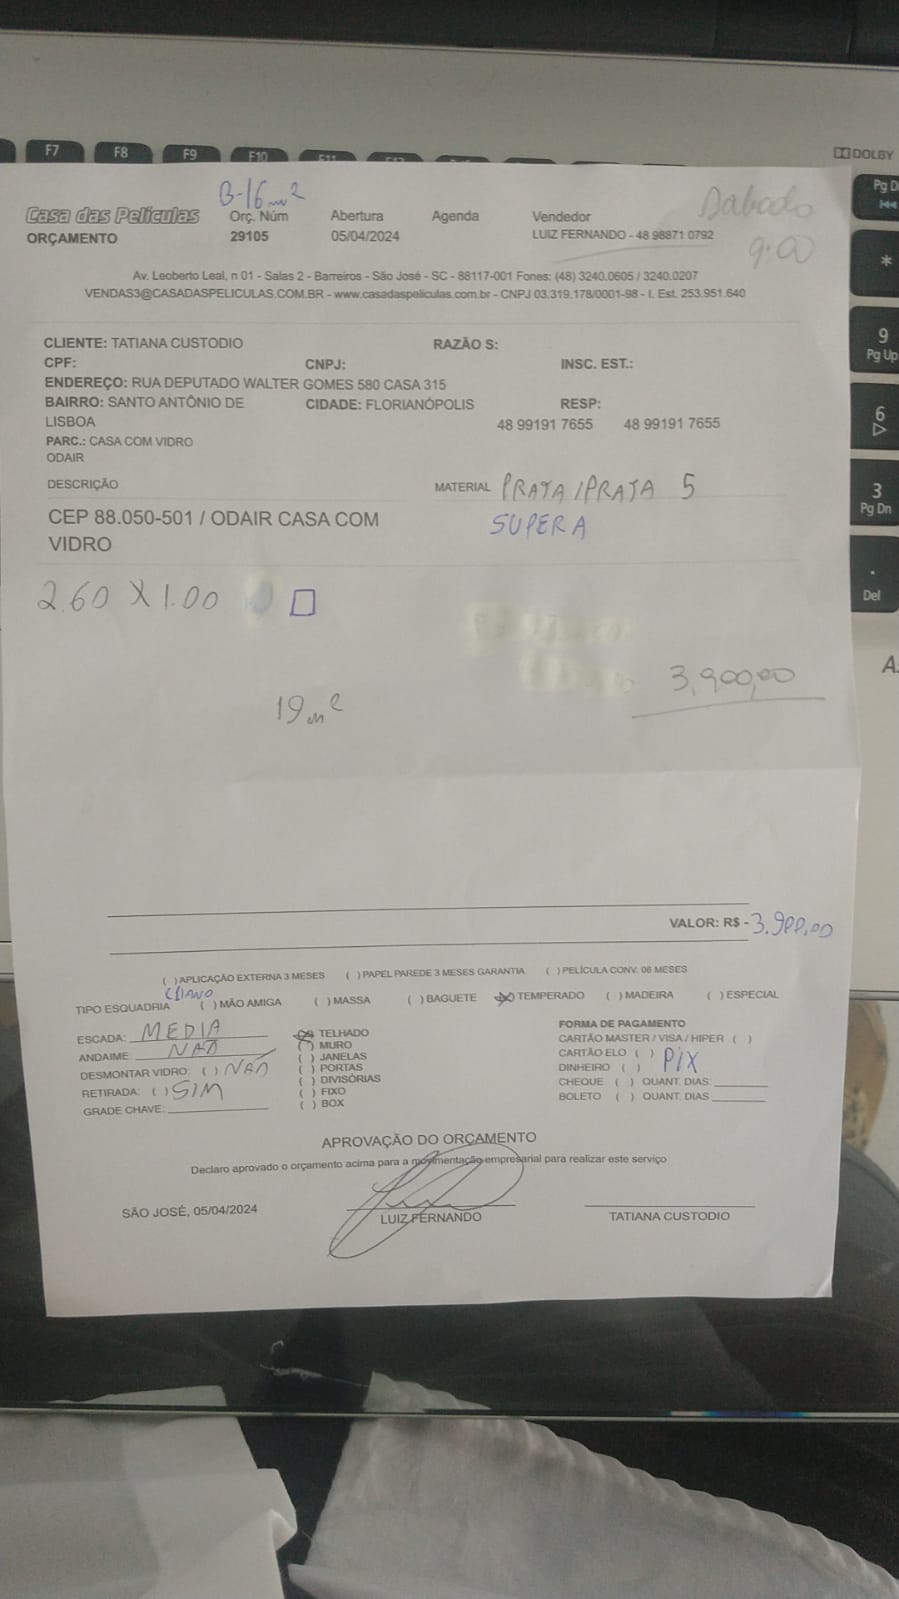 F7 F8 F9 F10 F11 F12
DOLBY
B-16m²
Sabado
9:00
Casa das Películas
ORÇAMENTO
Orç. Núm
29105
Abertura
05/04/2024
Agenda
Vendedor
LUIZ FERNANDO - 48 98871 0792
Av. Leoberto Leal, n 01 - Salas 2 - Barreiros - São José - SC - 88117-001 Fones: (48) 3240.0605 / 3240.0207
VENDAS3@CASADASPELICULAS.COM.BR - www.casadaspeliculas.com.br - CNPJ 03.319.178/0001-98 - I. Est. 253.951.640
CLIENTE: TATIANA CUSTODIO RAZÃO S:
CPF: CNPJ: INSC. EST.:
ENDEREÇO: RUA DEPUTADO WALTER GOMES 580 CASA 315
BAIRRO: SANTO ANTÔNIO DE CIDADE: FLORIANÓPOLIS RESP:
LISBOA 48 99191 7655 48 99191 7655
PARC.: CASA COM VIDRO
ODAIR
DESCRIÇÃO MATERIAL PRATA/PRATA 5
SUPERA
CEP 88.050-501 / ODAIR CASA COM
VIDRO
2.60 X 1.00
3,900,00
19m²
VALOR: R$ - 3.900,00
( )APLICAÇÃO EXTERNA 3 MESES ( )PAPEL PAREDE 3 MESES GARANTIA ( )PELÍCULA CONV. 06 MESES
TIPO ESQUADRIA ( ) MÃO AMIGA ( ) MASSA ( ) BAGUETE (X) TEMPERADO ( ) MADEIRA ( ) ESPECIAL
ESCADA: MEDIA
ANDAIME: NAO
DESMONTAR VIDRO: ( ) NÃO
RETIRADA: ( ) SIM
GRADE CHAVE:
(X) TELHADO
( ) MURO
( ) JANELAS
( ) PORTAS
( ) DIVISÓRIAS
( ) FIXO
( ) BOX
FORMA DE PAGAMENTO
CARTÃO MASTER / VISA / HIPER ( )
CARTÃO ELO ( ) PIX
DINHEIRO ( )
CHEQUE ( ) QUANT. DIAS:
BOLETO ( ) QUANT. DIAS
APROVAÇÃO DO ORÇAMENTO
Declaro aprovado o orçamento acima para a movimentação empresarial para realizar este serviço
SÃO JOSÉ, 05/04/2024
LUIZ FERNANDO
TATIANA CUSTODIO
Pg D
*
9
Pg Up
6
3
Pg Dn
.
Del
A